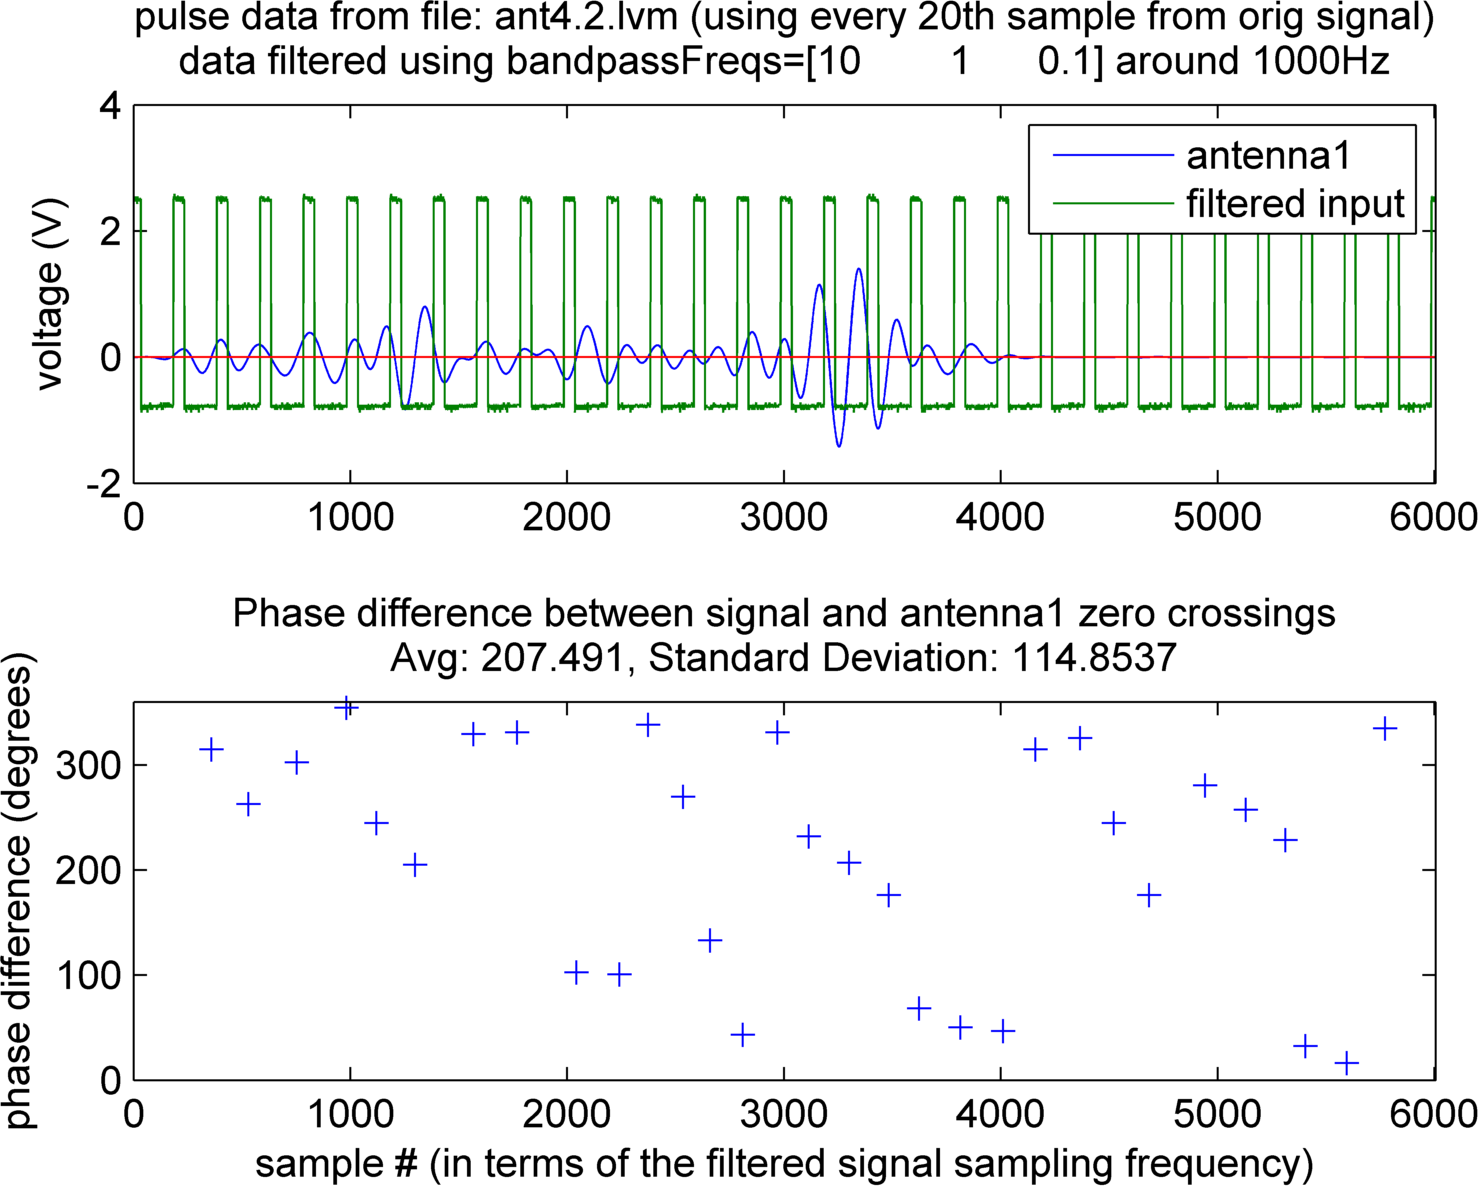 pulse data from file: ant4.2.lvm (using every 20th sample from orig signal)
data filtered using bandpassFreqs=[10 1 0.1] around 1000Hz
4
2
0
-2
voltage (V)
antenna1
filtered input
0 1000 2000 3000 4000 5000 6000
Phase difference between signal and antenna1 zero crossings
Avg: 207.491, Standard Deviation: 114.8537
300
200
100
0
phase difference (degrees)
0 1000 2000 3000 4000 5000 6000
sample # (in terms of the filtered signal sampling frequency)